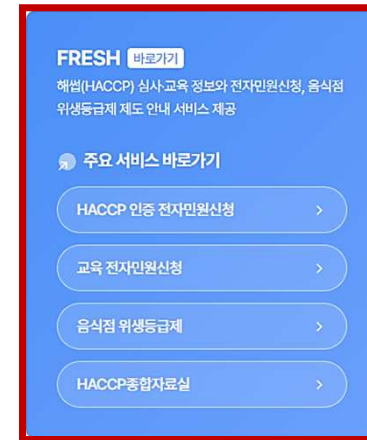 FRESH 바로가기
해썹(HACCP) 심사·교육 정보와 전자민원신청, 음식점
위생등급제 제도 안내 서비스 제공
주요 서비스 바로가기
HACCP 인증 전자민원신청
교육 전자민원신청
음식점 위생등급제
HACCP종합자료실